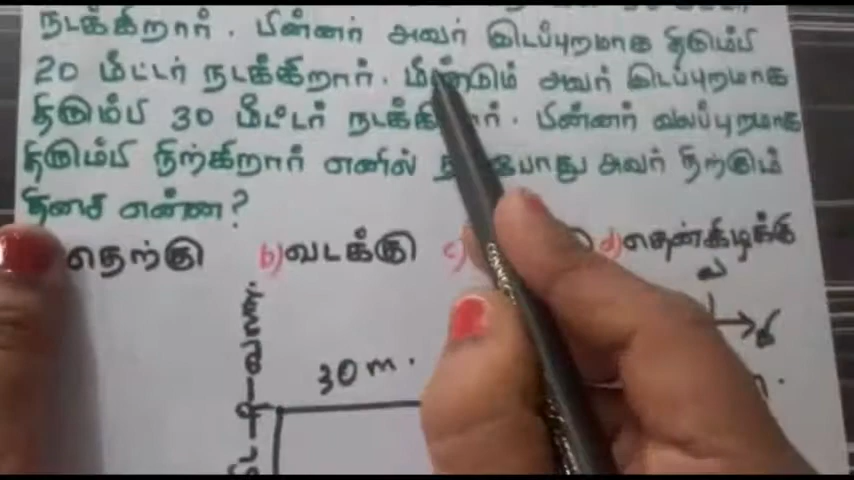 நடக்கிறார். பின்னர் அவர் இடப்புறமாக திரும்பி
20 மீட்டர் நடக்கிறார். மீண்டும் அவர் இடப்புறமாக
திரும்பி 30 மீட்டர் நடக்கிறார். பின்னர் வலப்புறமாக
திரும்பி நிற்கிறார் எனில் அவர் நிற்கும்
திசை என்ன?
தெற்கு b) வடக்கு c) d) தென்கிழக்கு
வ
கி
30 m.